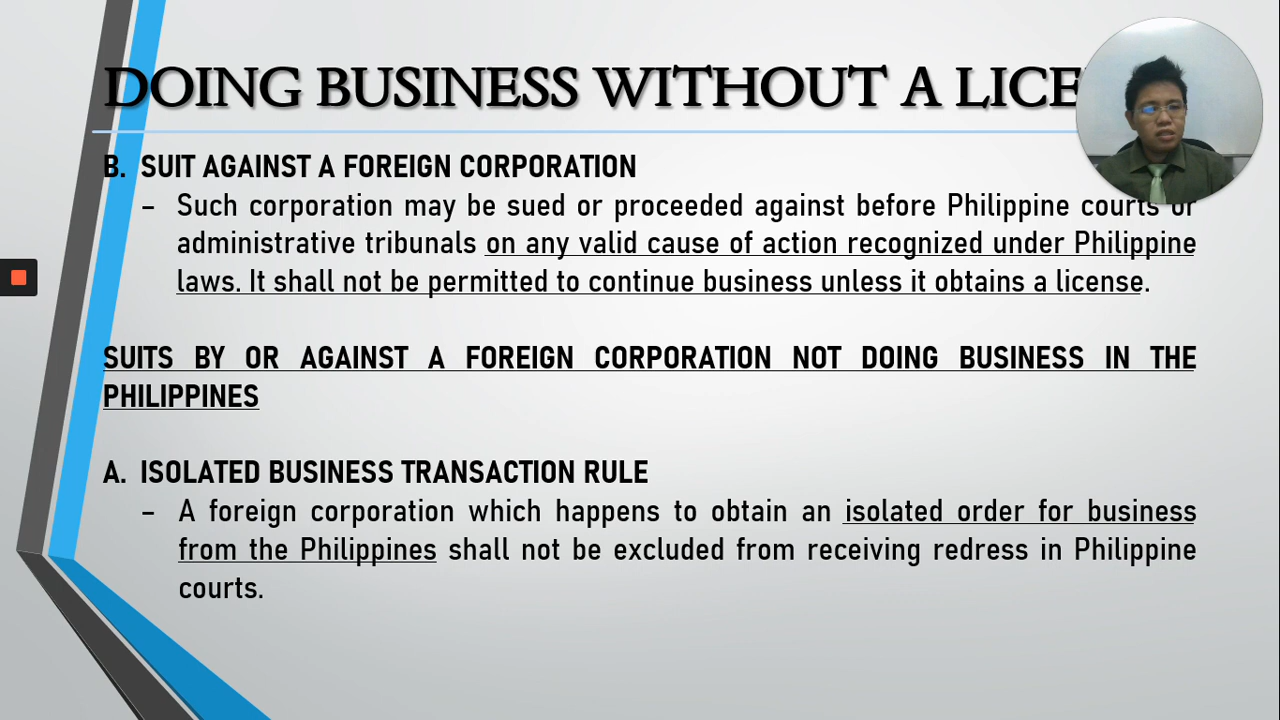 DOING BUSINESS WITHOUT A
B. SUIT AGAINST A FOREIGN CORPORATION
– Such corporation may be sued or proceeded against before Philippine courts or
administrative tribunals on any valid cause of action recognized under Philippine
laws. It shall not be permitted to continue business unless it obtains a license.
SUITS BY OR AGAINST A FOREIGN CORPORATION NOT DOING BUSINESS IN THE
PHILIPPINES
A. ISOLATED BUSINESS TRANSACTION RULE
– A foreign corporation which happens to obtain an isolated order for business
from the Philippines shall not be excluded from receiving redress in Philippine
courts.